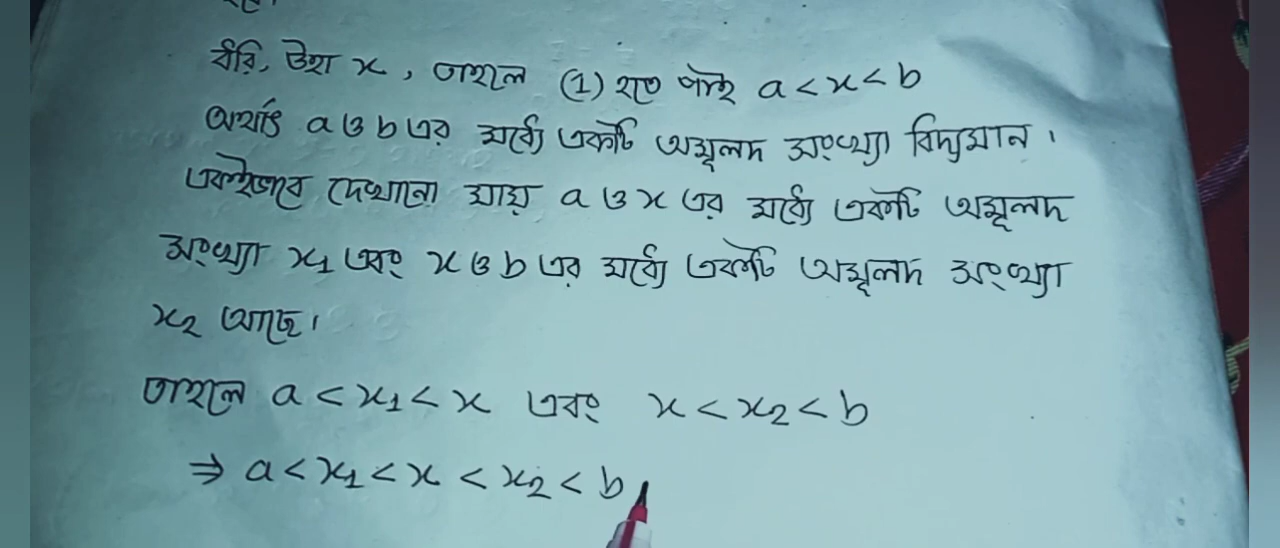 ধরি, উহা x, তাহলে (1) হতে পাই a < x < b
অর্থাৎ a ও b এর মধ্যে একটি অমূলদ সংখ্যা বিদ্যমান।
একইভাবে দেখানো যায় a ও x এর মধ্যে একটি অমূলদ
সংখ্যা x₁ এবং x ও b এর মধ্যে একটি অমূলদ সংখ্যা
x₂ আছে।
তাহলে a < x₁ < x এবং x < x₂ < b
⇒ a < x₁ < x < x₂ < b